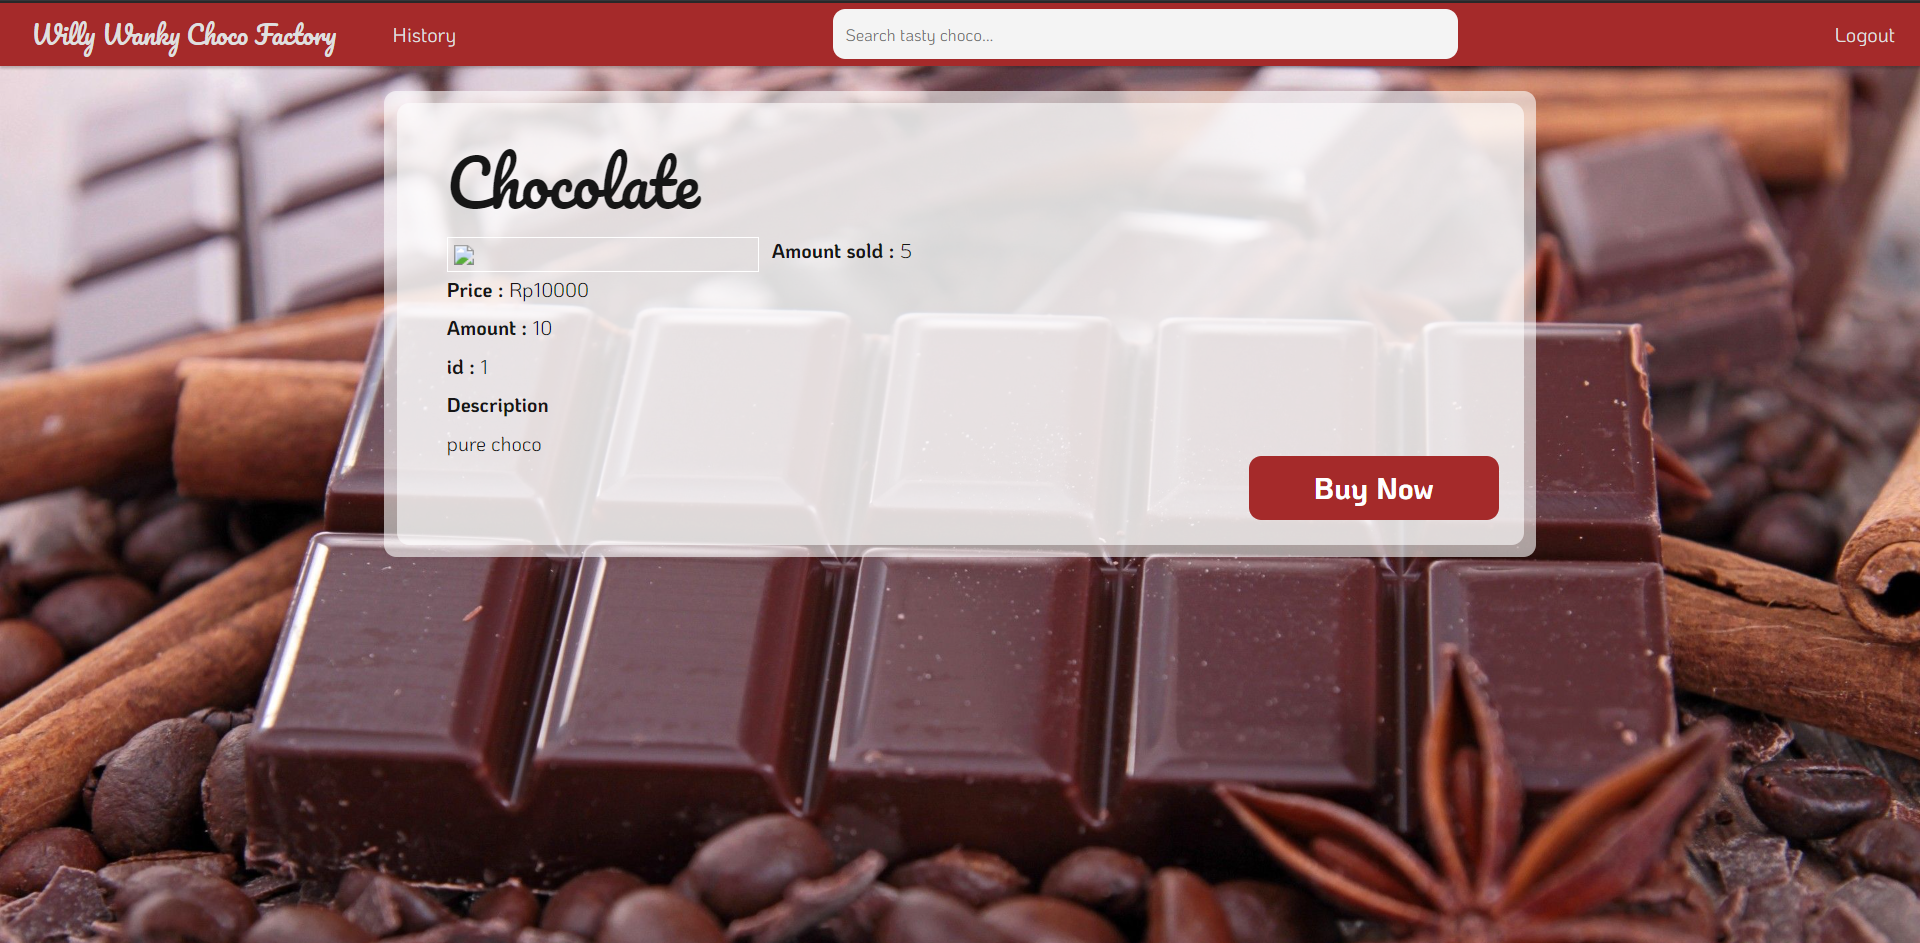 Willy Wanky Choco Factory History Search tasty choco... Logout
Chocolate
Amount sold : 5
Price : Rp10000
Amount : 10
id : 1
Description
pure choco
Buy Now